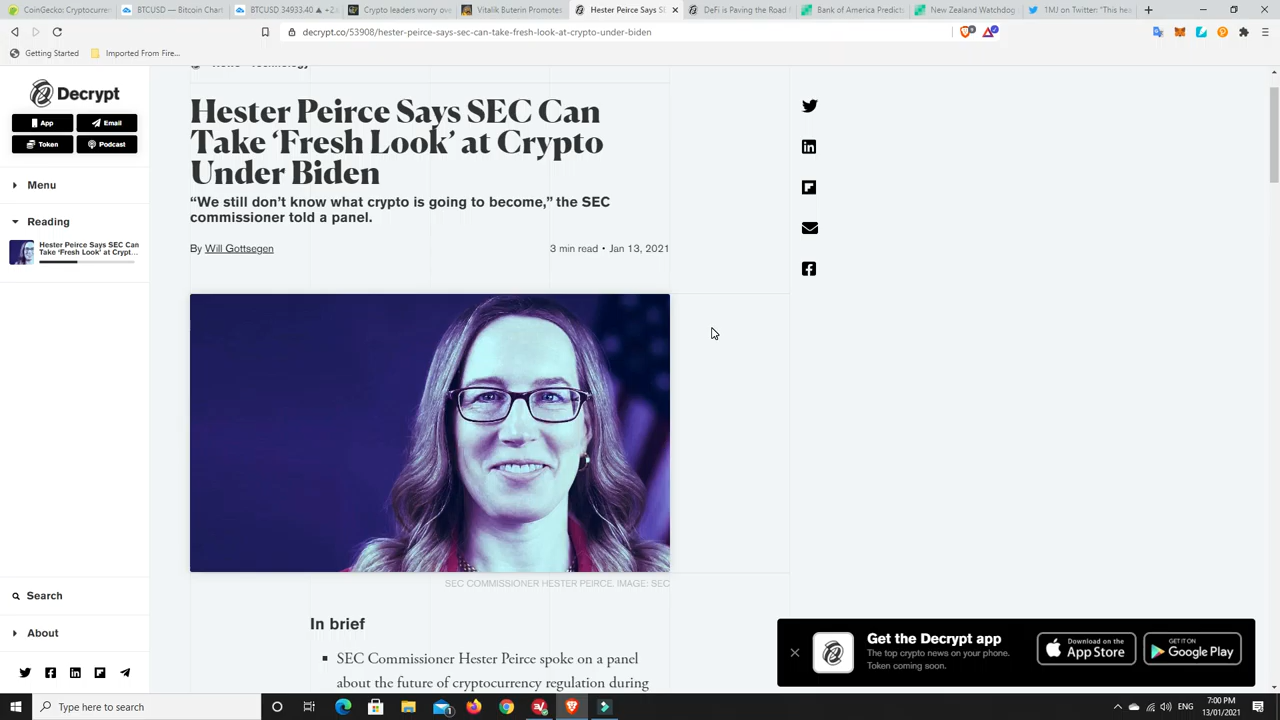 CoinGecko: Cryptocurre
BTCUSD — Bitcoin Chart
BTCUSD 34933.40 ▲ +2.
Crypto leaders worry ove
Vitalik Buterin Promotes
Hester Peirce Says SE
DeFi is Paving the Road
Bank of America Predict
New Zealand Watchdog
1MJ on Twitter: "This hea
decrypt.co/53908/hester-peirce-says-sec-can-take-fresh-look-at-crypto-under-biden
Getting Started
Imported From Fire...
Decrypt
App
Email
Token
Podcast
Menu
Reading
Hester Peirce Says SEC Can
Take ‘Fresh Look’ at Crypt...
Search
About
Hester Peirce Says SEC Can
Take ‘Fresh Look’ at Crypto
Under Biden
“We still don’t know what crypto is going to become,” the SEC
commissioner told a panel.
By Will Gottsegen
3 min read • Jan 13, 2021
SEC COMMISSIONER HESTER PEIRCE. IMAGE: SEC
In brief
SEC Commissioner Hester Peirce spoke on a panel
about the future of cryptocurrency regulation during
Get the Decrypt app
The top crypto news on your phone.
Token coming soon.
Download on the
App Store
GET IT ON
Google Play
Type here to search
ENG
7:00 PM
13/01/2021